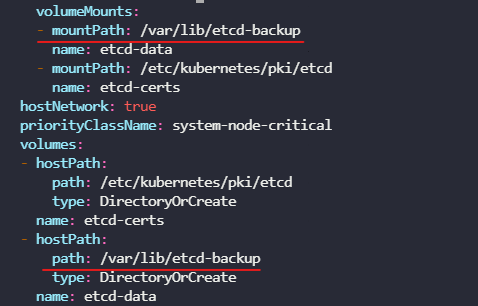 volumeMounts:
- mountPath: /var/lib/etcd-backup
name: etcd-data
- mountPath: /etc/kubernetes/pki/etcd
name: etcd-certs
hostNetwork: true
priorityClassName: system-node-critical
volumes:
- hostPath:
path: /etc/kubernetes/pki/etcd
type: DirectoryOrCreate
name: etcd-certs
- hostPath:
path: /var/lib/etcd-backup
type: DirectoryOrCreate
name: etcd-data